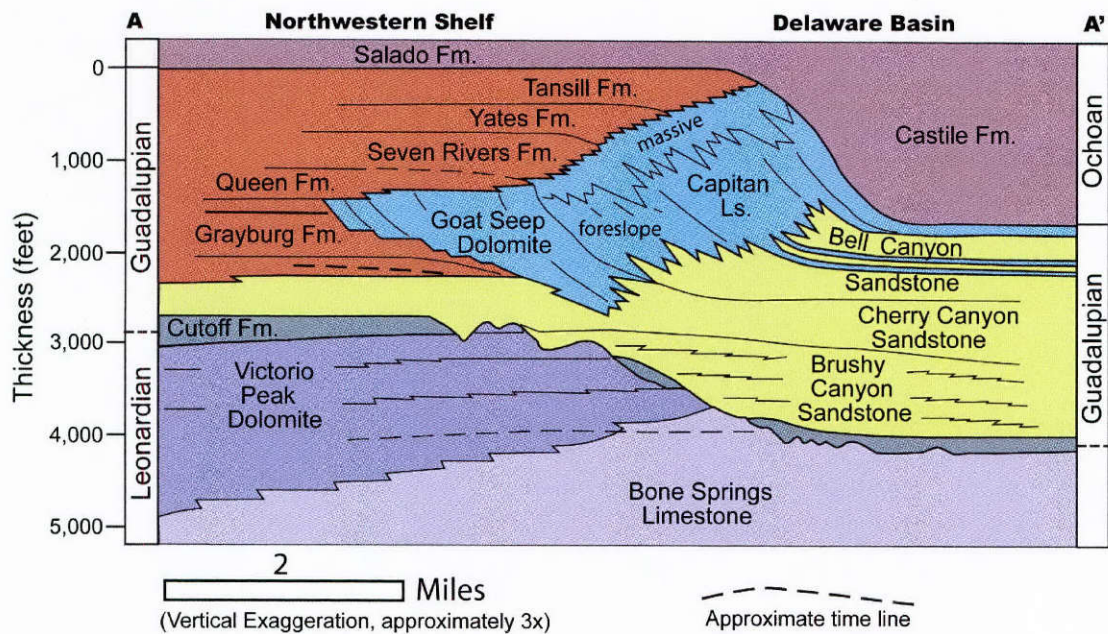 A
Northwestern Shelf
Delaware Basin
A'
Thickness (feet)
0
1,000
2,000
3,000
4,000
5,000
Guadalupian
Leonardian
Salado Fm.
Tansill Fm.
Yates Fm.
Seven Rivers Fm.
Queen Fm.
Grayburg Fm.
Goat Seep
Dolomite
massive
foreslope
Capitan
Ls.
Castile Fm.
Bell Canyon
Sandstone
Cherry Canyon
Sandstone
Brushy
Canyon
Sandstone
Cutoff Fm.
Victorio
Peak
Dolomite
Bone Springs
Limestone
Ochoan
Guadalupian
2
Miles
(Vertical Exaggeration, approximately 3x)
Approximate time line